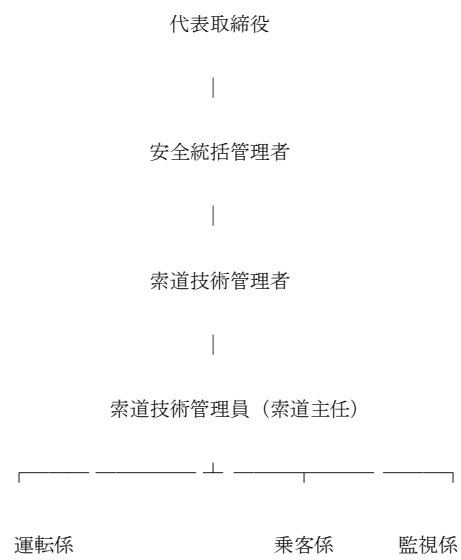 代表取締役
安全統括管理者
索道技術管理者
索道技術管理員（索道主任）
運転係 乗客係 監視係